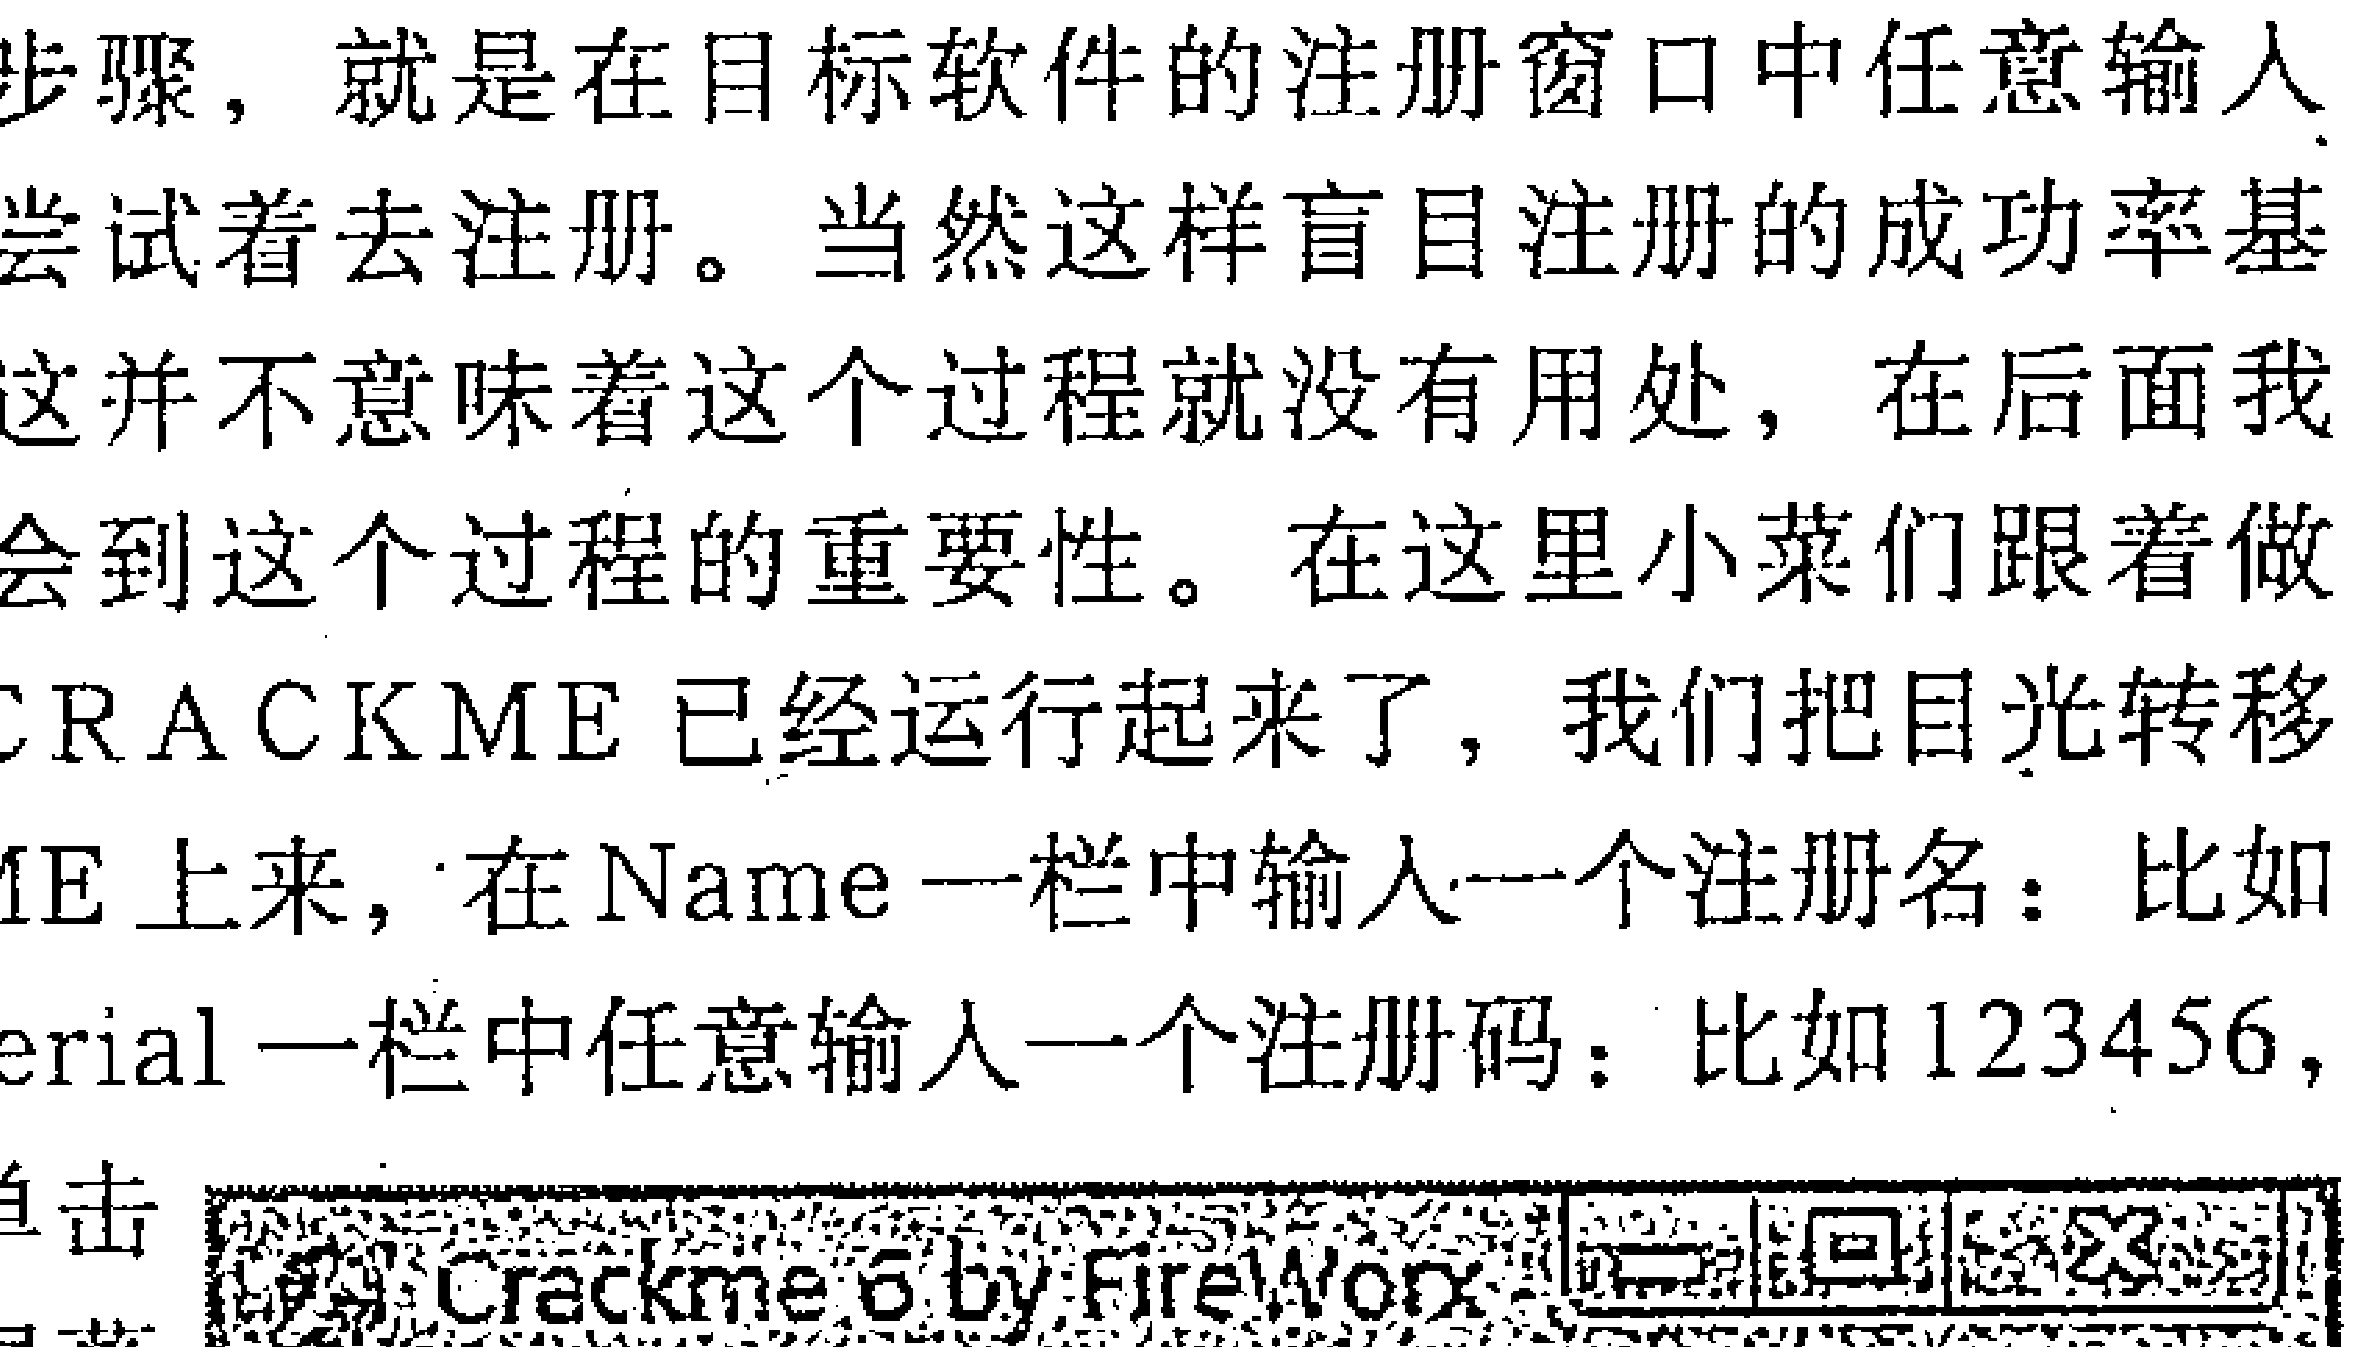 步骤，就是在目标软件的注册窗口中任意输入
尝试着去注册。当然这样盲目注册的成功率基
这并不意味着这个过程就没有用处，在后面我
会到这个过程的重要性。在这里小菜们跟着做
CRACKME 已经运行起来了，我们把目光转移
ME 上来，在 Name 一栏中输入一个注册名：比如
erial 一栏中任意输入一个注册码：比如 123456，
单击
Crackme 6 by FireWorx